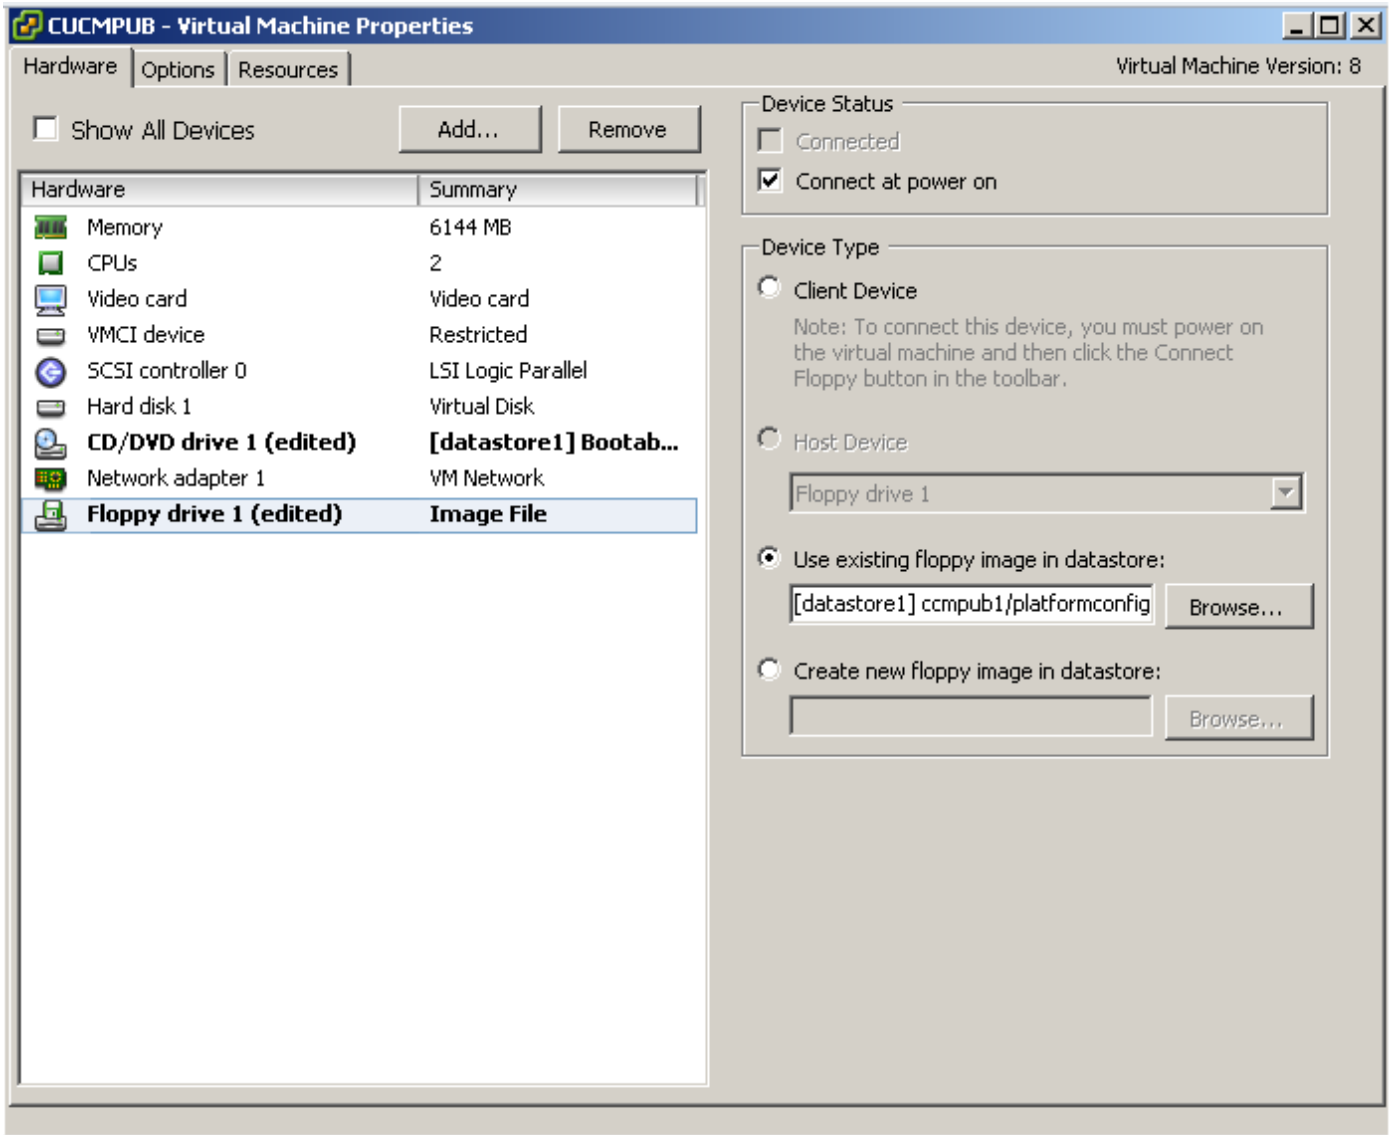 CUCMPUB - Virtual Machine Properties
Hardware Options Resources Virtual Machine Version: 8
Show All Devices Add... Remove
Hardware Summary
Memory 6144 MB
CPUs 2
Video card Video card
VMCI device Restricted
SCSI controller 0 LSI Logic Parallel
Hard disk 1 Virtual Disk
CD/DVD drive 1 (edited) [datastore1] Bootab...
Network adapter 1 VM Network
Floppy drive 1 (edited) Image File
Device Status
Connected
Connect at power on
Device Type
Client Device
Note: To connect this device, you must power on
the virtual machine and then click the Connect
Floppy button in the toolbar.
Host Device
Floppy drive 1
Use existing floppy image in datastore:
[datastore1] ccmpub1/platformconfig Browse...
Create new floppy image in datastore:
Browse...